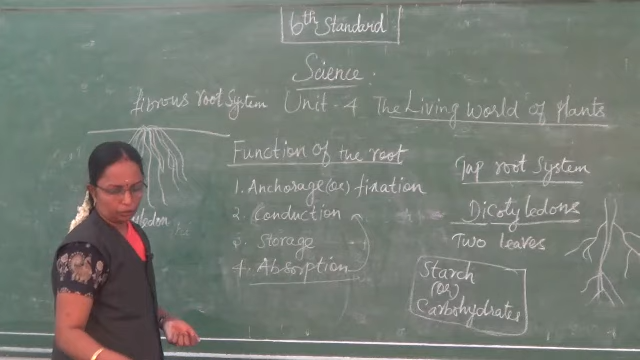 6th Standard
Science.
fibrous root System
Unit - 4 The Living World of plants
Function of the root
1. Anchorage (or) fixation
2. Conduction
3. Storage
4. Absorption
Tap root System
Dicotyledons
Two leaves
Starch
(or)
Carbohydrates